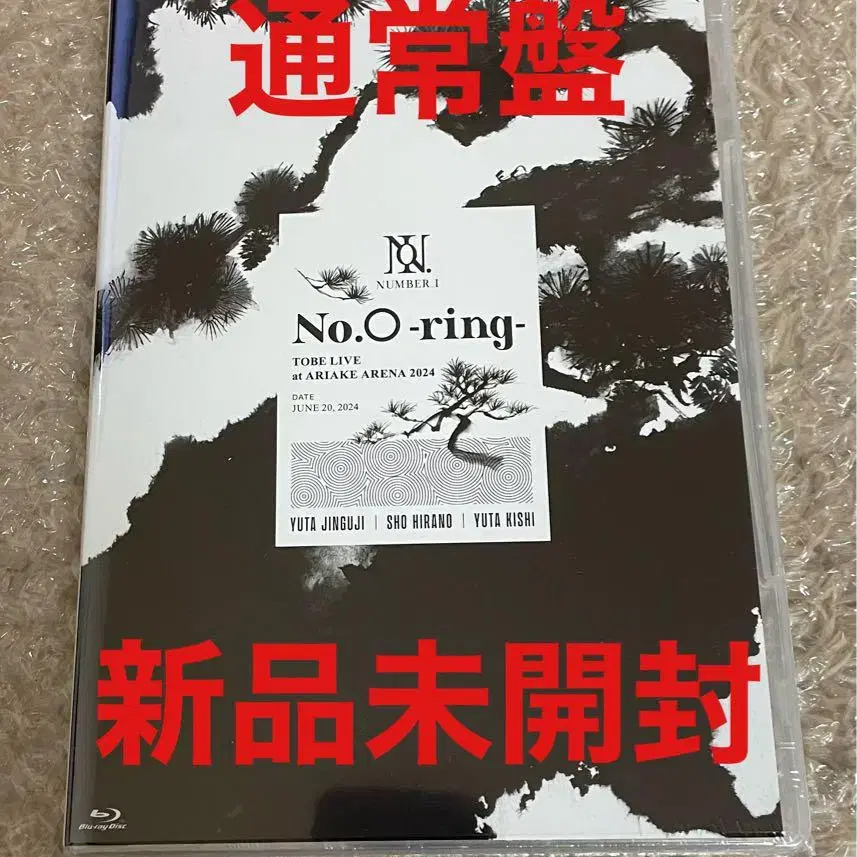 通常盤
NO.
NUMBER_I
No.○ -ring-
TOBE LIVE
at ARIAKE ARENA 2024
DATE
JUNE 20, 2024
YUTA JINGUJI | SHO HIRANO | YUTA KISHI
新品未開封
Blu-ray Disc